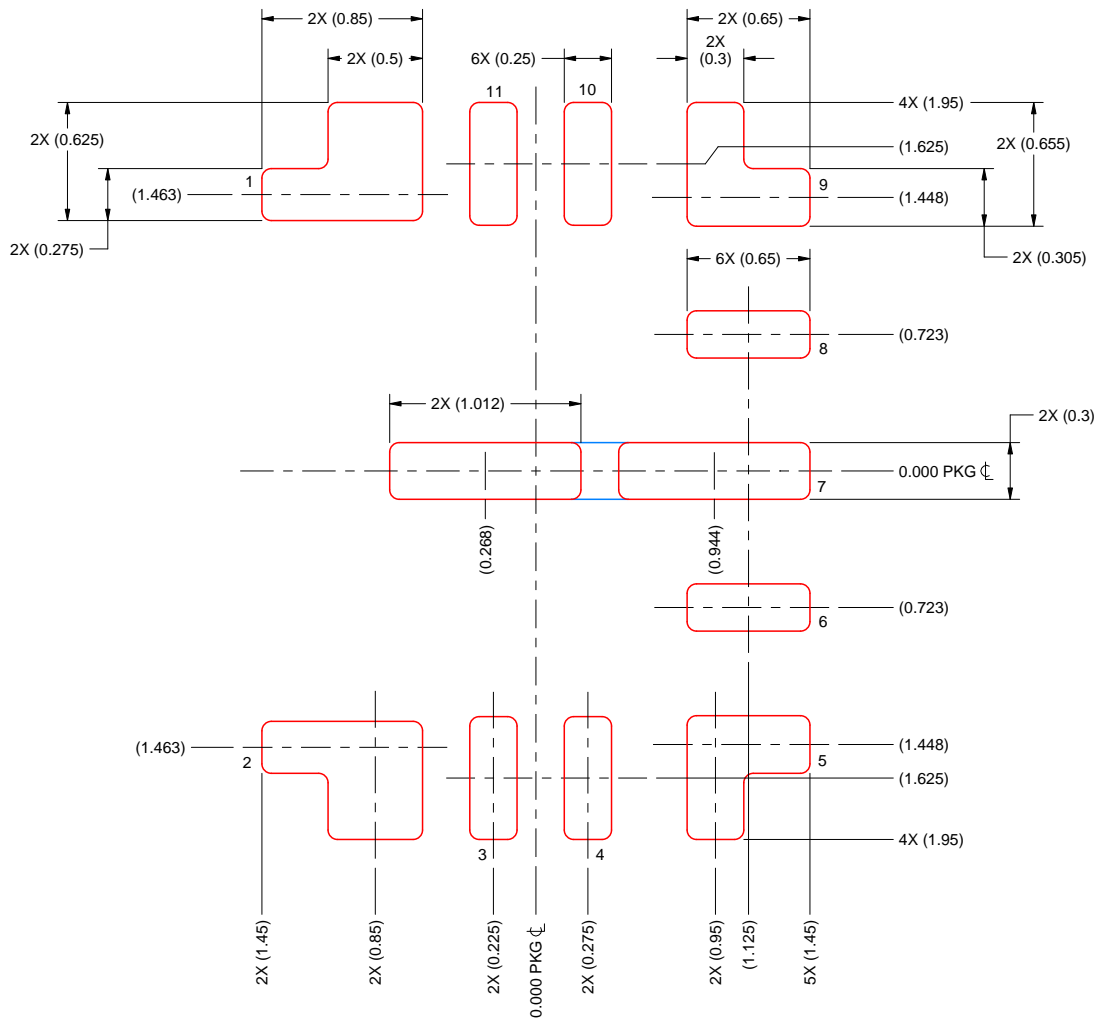 2X (0.85)
2X (0.65)
2X (0.5)
6X (0.25)
2X
(0.3)
11
10
4X (1.95)
2X (0.625)
(1.625)
2X (0.655)
1
9
(1.463)
(1.448)
2X (0.275)
2X (0.305)
6X (0.65)
(0.723)
8
2X (1.012)
2X (0.3)
0.000 PKG ℄
7
(0.268)
(0.944)
(0.723)
6
(1.463)
(1.448)
2
5
(1.625)
4X (1.95)
3
4
2X (1.45)
2X (0.85)
2X (0.225)
0.000 PKG ℄
2X (0.275)
2X (0.95)
(1.125)
5X (1.45)